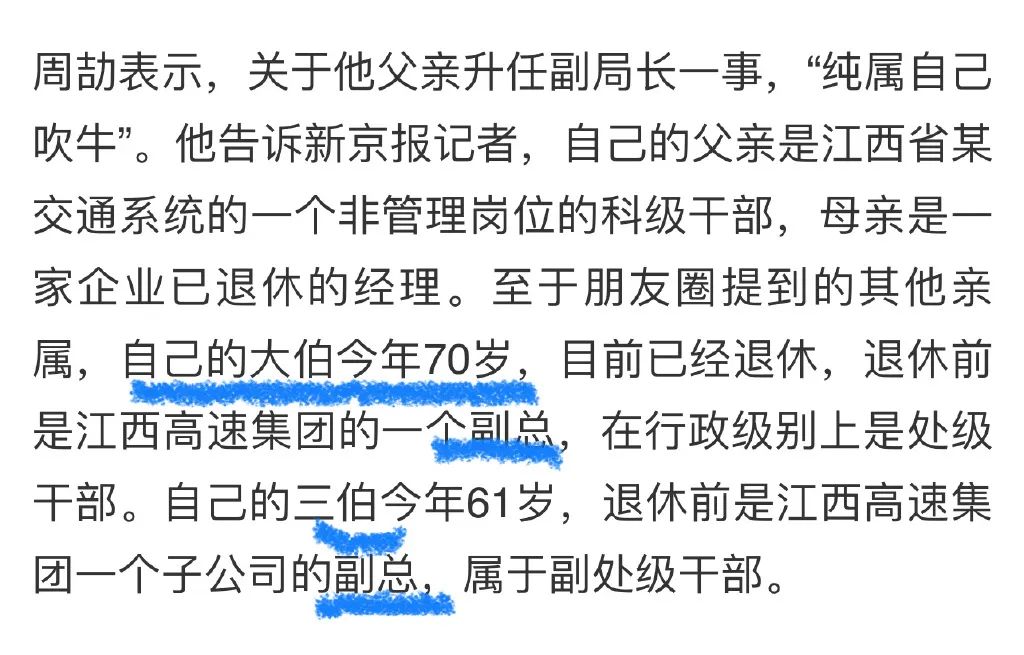 周劼表示，关于他父亲升任副局长一事，“纯属自己
吹牛”。他告诉新京报记者，自己的父亲是江西省某
交通系统的一个非管理岗位的科级干部，母亲是一
家企业已退休的经理。至于朋友圈提到的其他亲
属，自己的大伯今年70岁，目前已经退休，退休前
是江西高速集团的一个副总，在行政级别上是处级
干部。自己的三伯今年61岁，退休前是江西高速集
团一个子公司的副总，属于副处级干部。